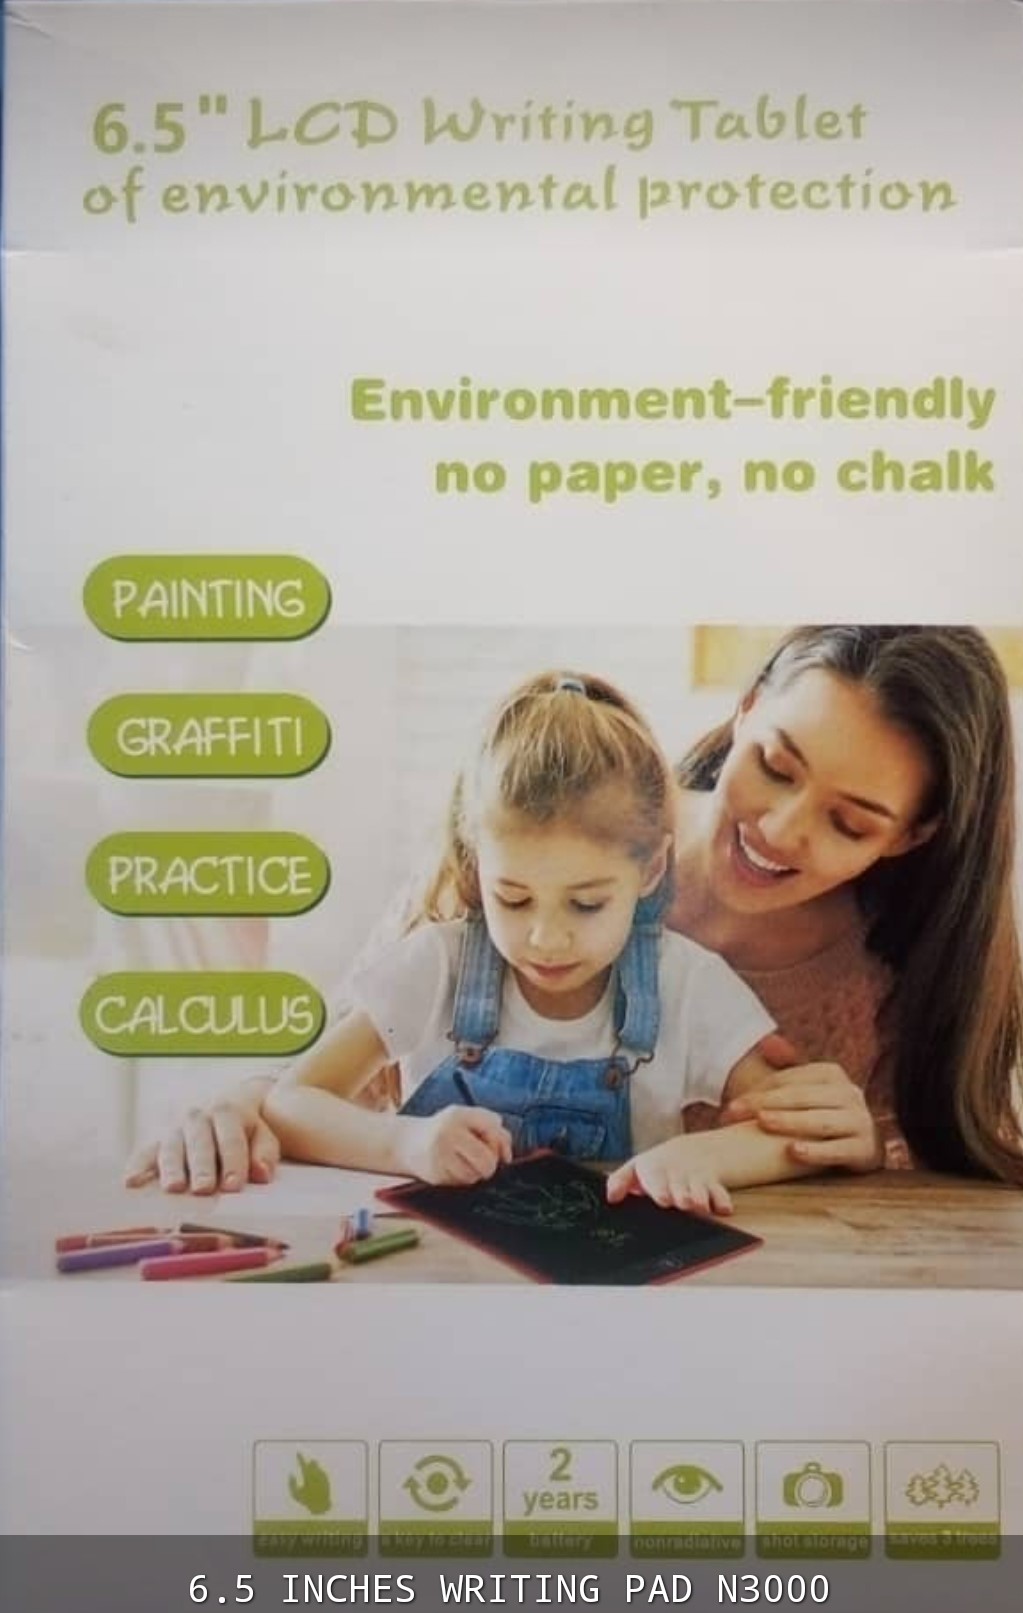 6.5" LCD Writing Tablet
of environmental protection
Environment-friendly
no paper, no chalk
PAINTING
GRAFFITI
PRACTICE
CALCULUS
2
years
easy writing
a key to clear
battery
nonradiative
shot storage
saves 3 trees
6.5 INCHES WRITING PAD N3000